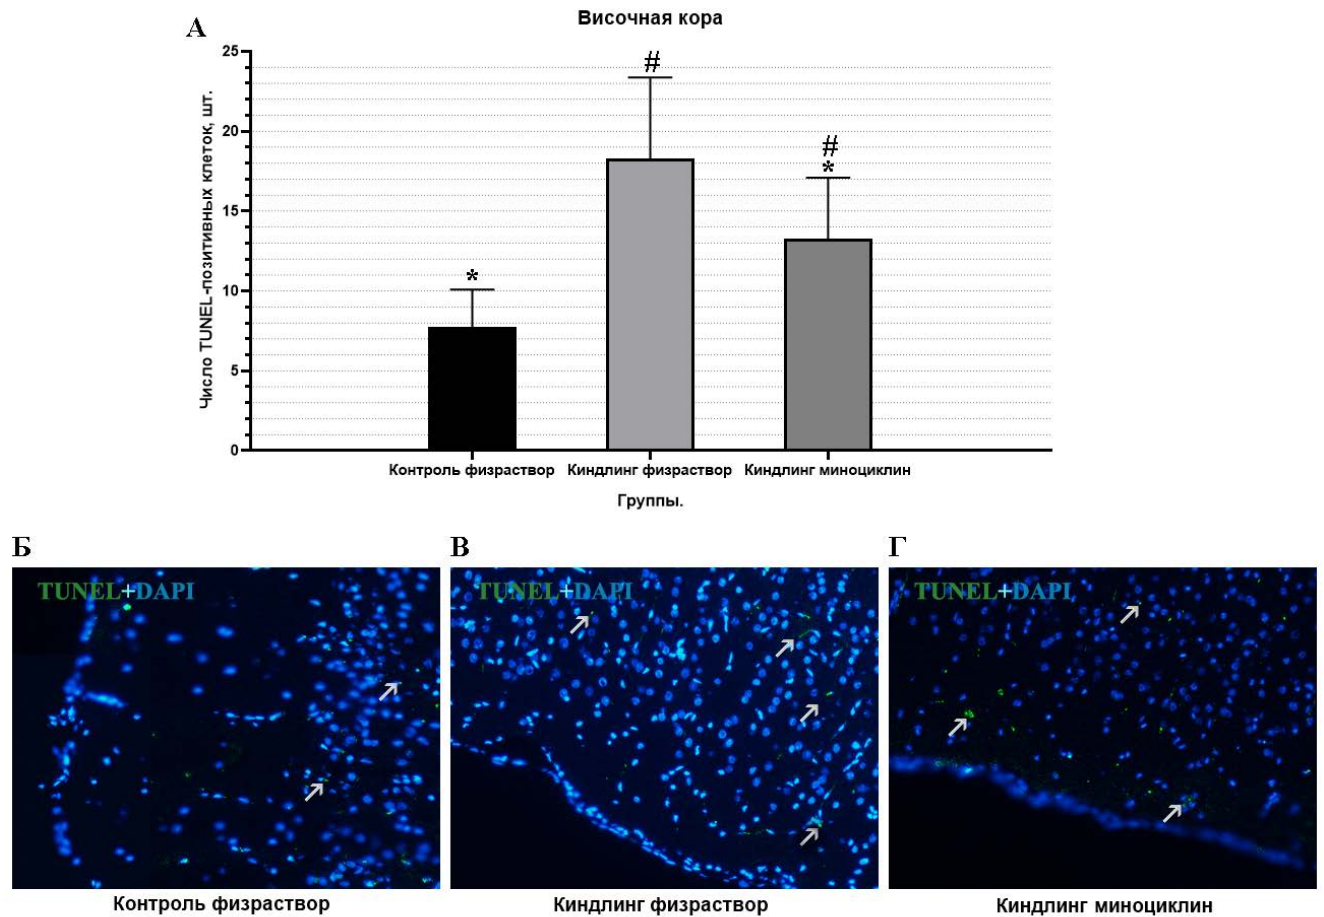 А
Височная кора
Число TUNEL-позитивных клеток, шт.
25
20
15
10
5
0
*
#
#
*
Контроль физраствор
Киндлинг физраствор
Киндлинг миноциклин
Группы.
Б
В
Г
TUNEL+DAPI
TUNEL+DAPI
TUNEL+DAPI
Контроль физраствор
Киндлинг физраствор
Киндлинг миноциклин